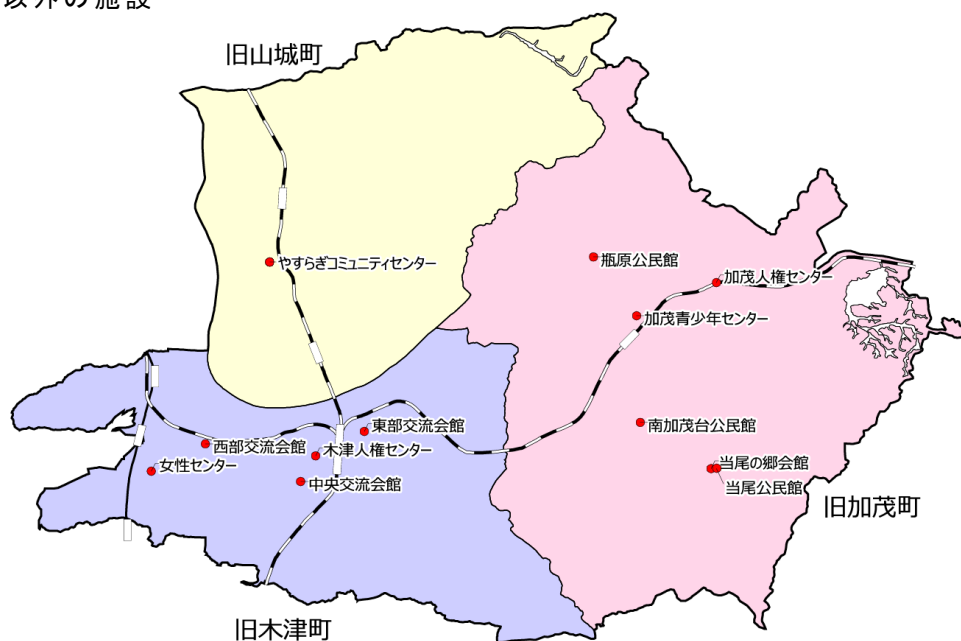 以外の施設
旧山城町
やすらぎコミュニティセンター
瓶原公民館
加茂人権センター
加茂青少年センター
東部交流会館
南加茂台公民館
西部交流会館
木津人権センター
女性センター
当尾の郷会館
中央交流会館
当尾公民館
旧加茂町
旧木津町